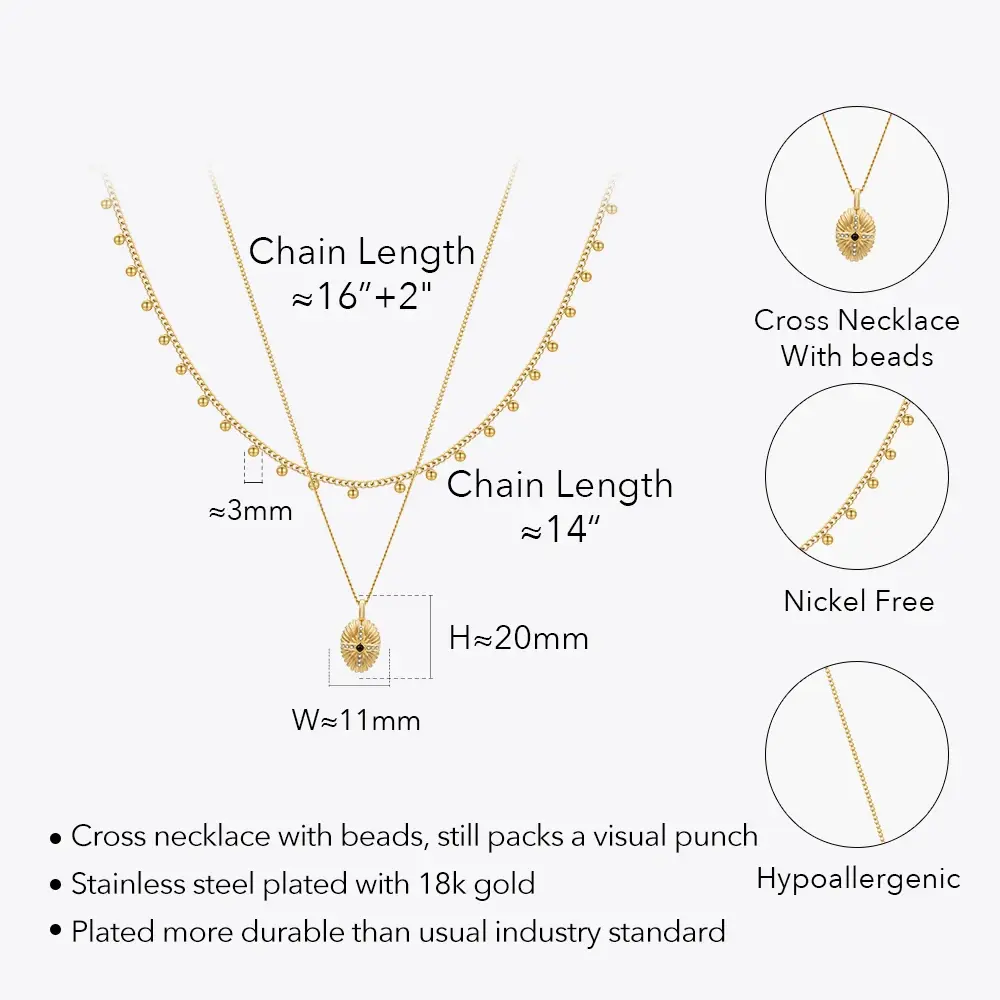 Chain Length
≈16”+2"
Cross Necklace
With beads
≈3mm
Chain Length
≈14“
Nickel Free
H≈20mm
W≈11mm
• Cross necklace with beads, still packs a visual punch
• Stainless steel plated with 18k gold
• Plated more durable than usual industry standard
Hypoallergenic